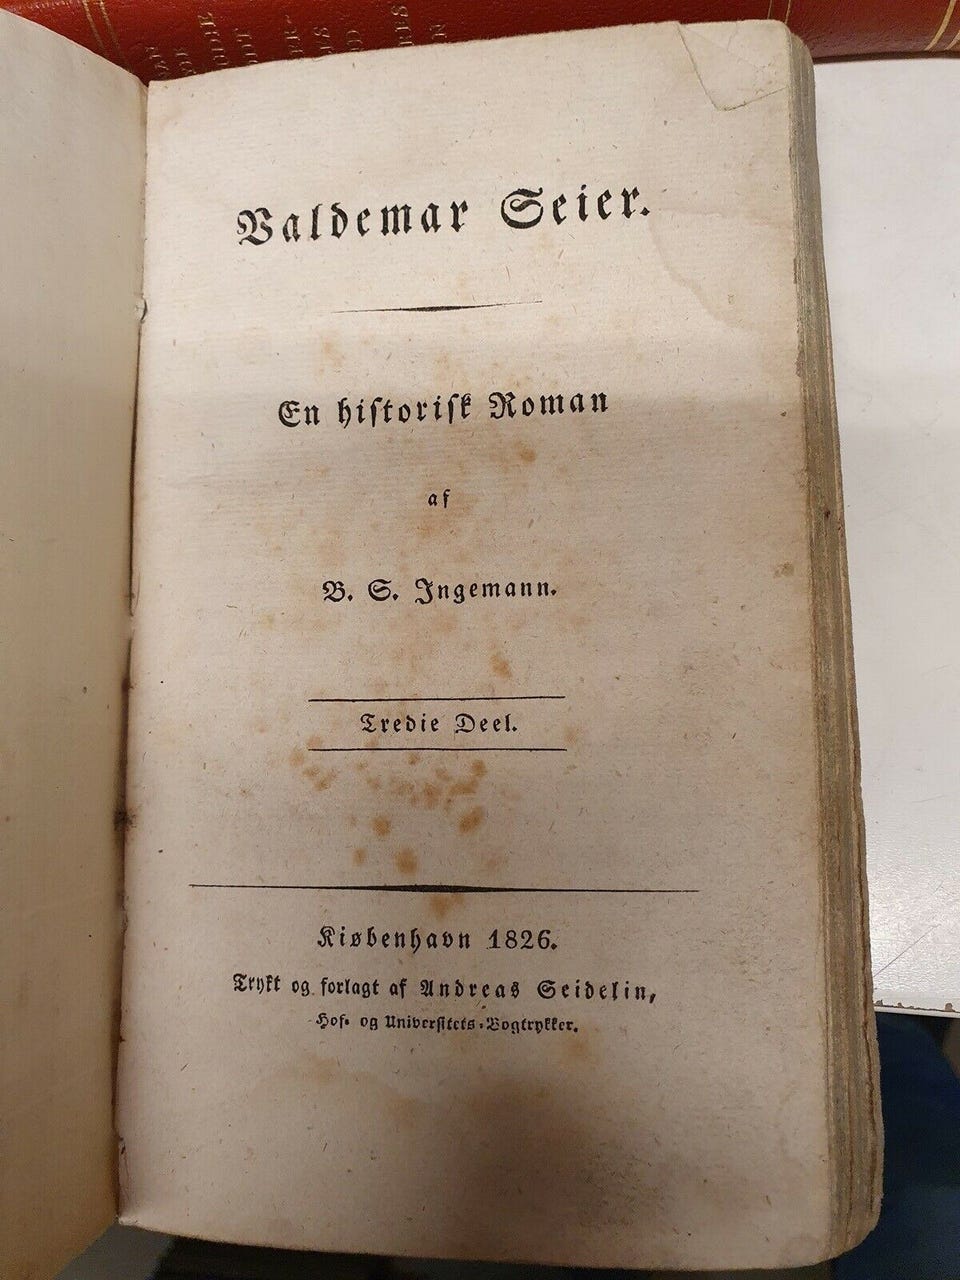 Valdemar Seier.
En historisk Roman
af
B. S. Ingemann.
Tredie Deel.
Kiøbenhavn 1826.
Trykt og forlagt af Andreas Seidelin,
Hof- og Universitets-Bogtrykker.